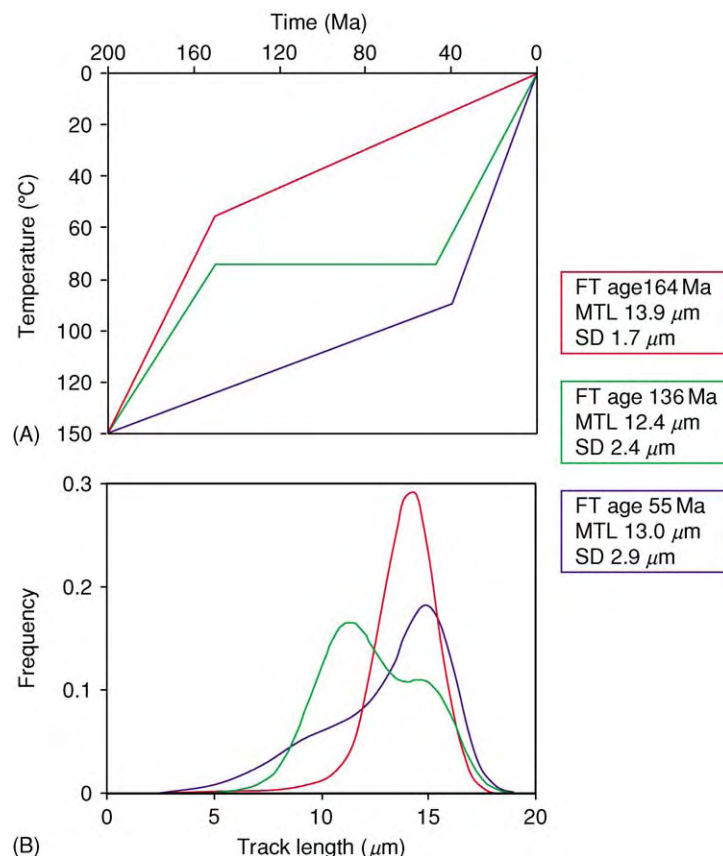 Time (Ma)
200 160 120 80 40 0
0
20
40
60
80
100
120
150
Temperature (°C)
(A)
FT age164 Ma
MTL 13.9 μm
SD 1.7 μm
FT age 136 Ma
MTL 12.4 μm
SD 2.4 μm
FT age 55 Ma
MTL 13.0 μm
SD 2.9 μm
0.3
0.2
0.1
0
Frequency
0 5 10 15 20
Track length (μm)
(B)